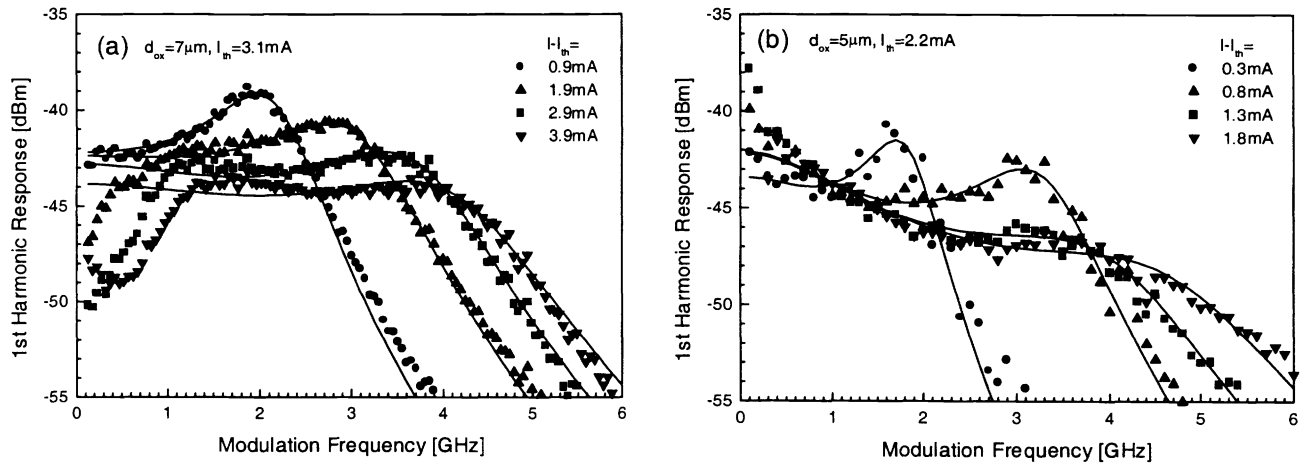 (a) d_ox=7μm, I_th=3.1mA
I-I_th=
0.9mA
1.9mA
2.9mA
3.9mA
1st Harmonic Response [dBm]
-35
-40
-45
-50
-55
0 1 2 3 4 5 6
Modulation Frequency [GHz]
(b) d_ox=5μm, I_th=2.2mA
I-I_th=
0.3mA
0.8mA
1.3mA
1.8mA
1st Harmonic Response [dBm]
-35
-40
-45
-50
-55
0 1 2 3 4 5 6
Modulation Frequency [GHz]